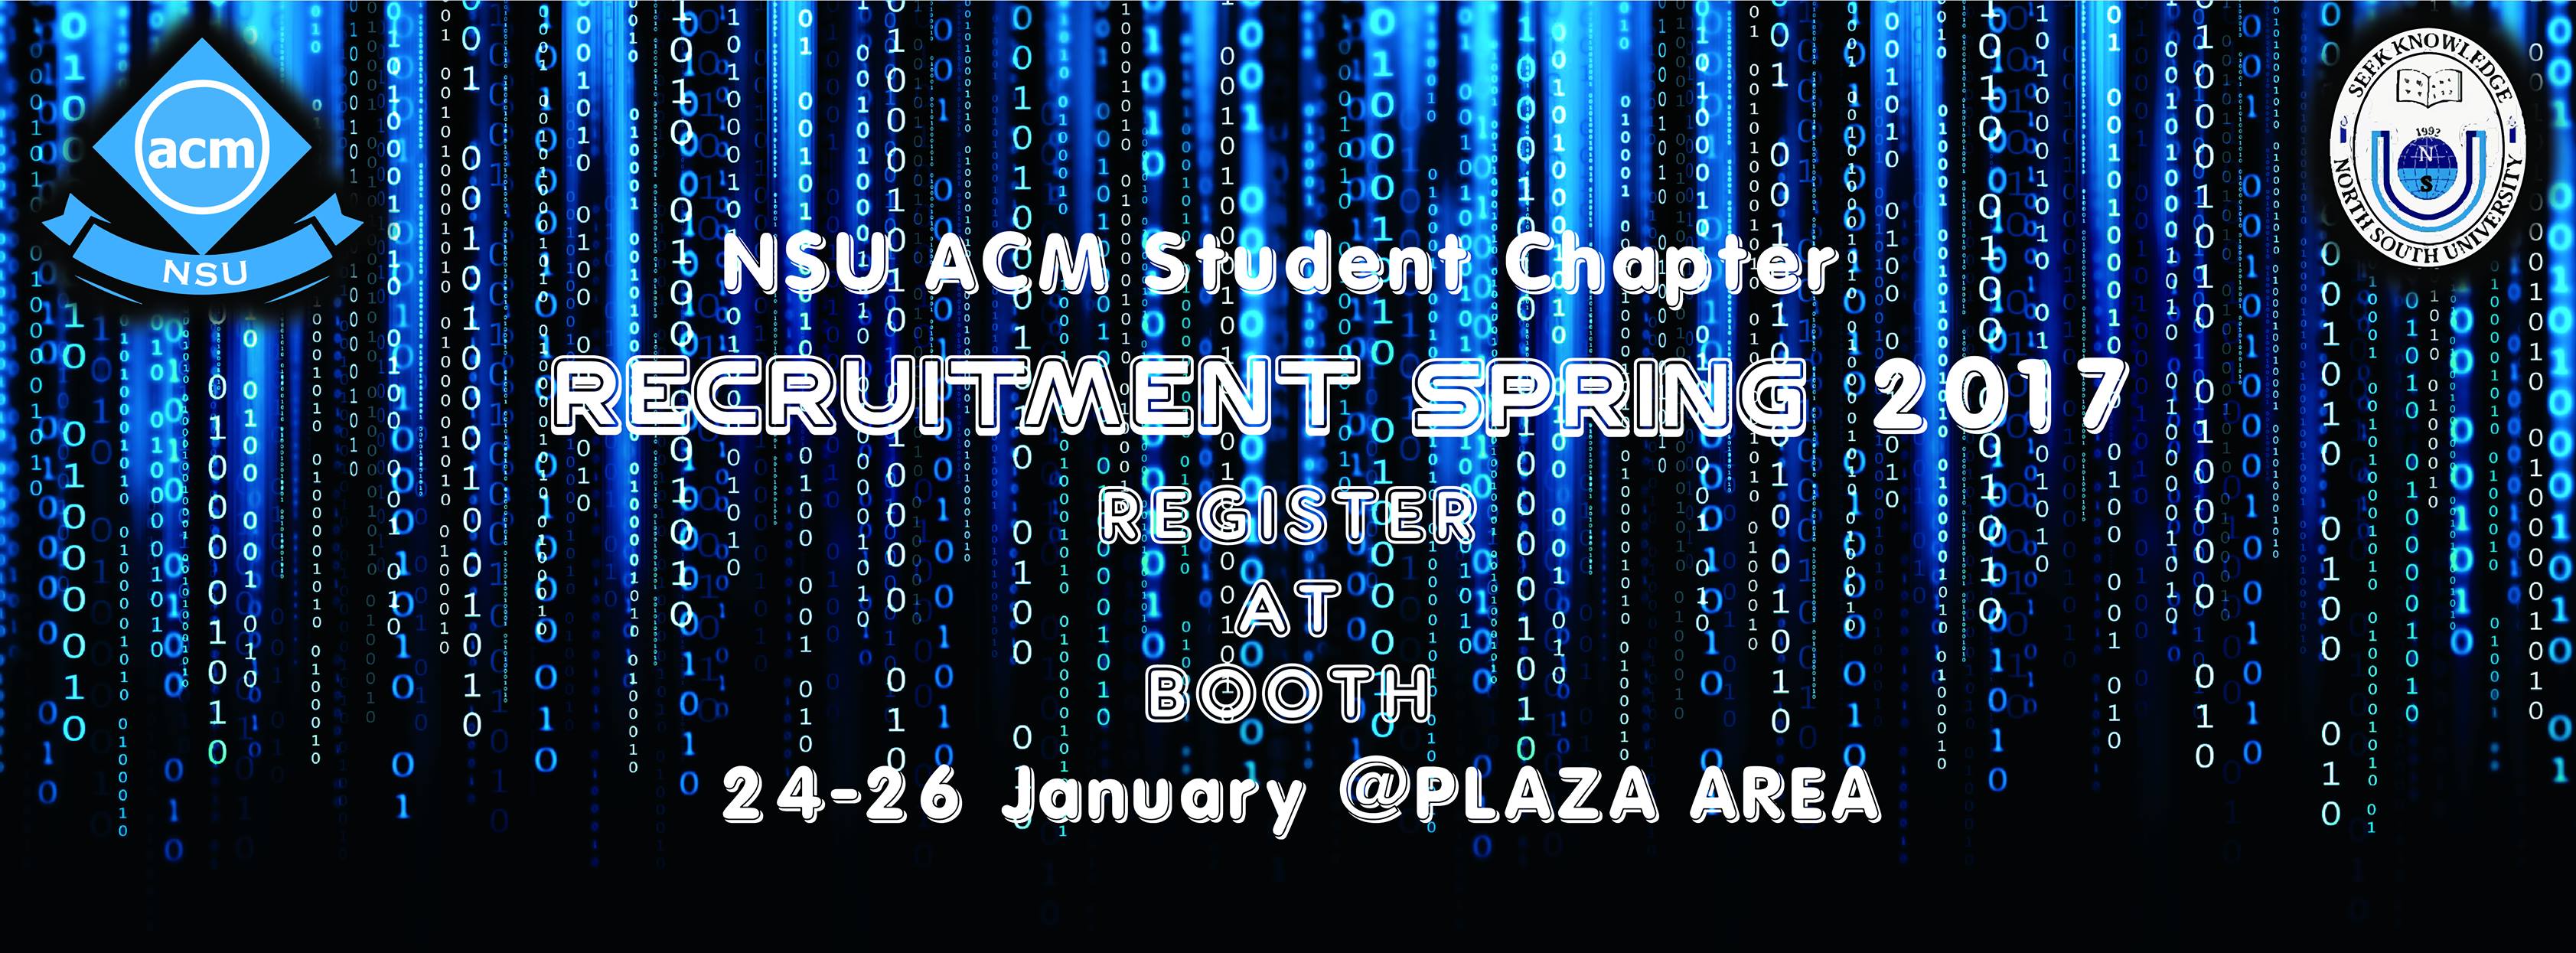 acm
NSU
SEEK KNOWLEDGE
1992
N
S
NORTH SOUTH UNIVERSITY
NSU ACM Student Chapter
RECRUITMENT SPRING 2017
REGISTER
AT
BOOTH
24-26 January @PLAZA AREA